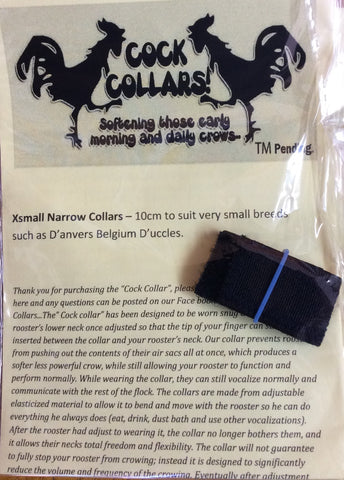 COCK
COLLARS!
Softening those early
morning and daily crows...
TM Pending.
Xsmall Narrow Collars – 10cm to suit very small breeds
such as D'anvers Belgium D'uccles.
Thank you for purchasing the "Cock Collar", please
here and any questions can be posted on our Face
Collars...The" Cock collar" has been designed to be worn snug
rooster's lower neck once adjusted so that the tip of your finger can
inserted between the collar and your rooster's neck. Our collar prevents
from pushing out the contents of their air sacs all at once, which produces a
softer less powerful crow, while still allowing your rooster to function and
perform normally. While wearing the collar, they can still vocalize normally and
communicate with the rest of the flock. The collars are made from adjustable
elasticized material to allow it to bend and move with the rooster so he can do
everything he always does (eat, drink, dust bath and use other vocalizations).
After the rooster had adjust to wearing it, the collar no longer bothers them, and
it allows their necks total freedom and flexibility. The collar will not guarantee
to fully stop your rooster from crowing; instead it is designed to significantly
reduce the volume and frequency of the crowing. Eventually after adjustment